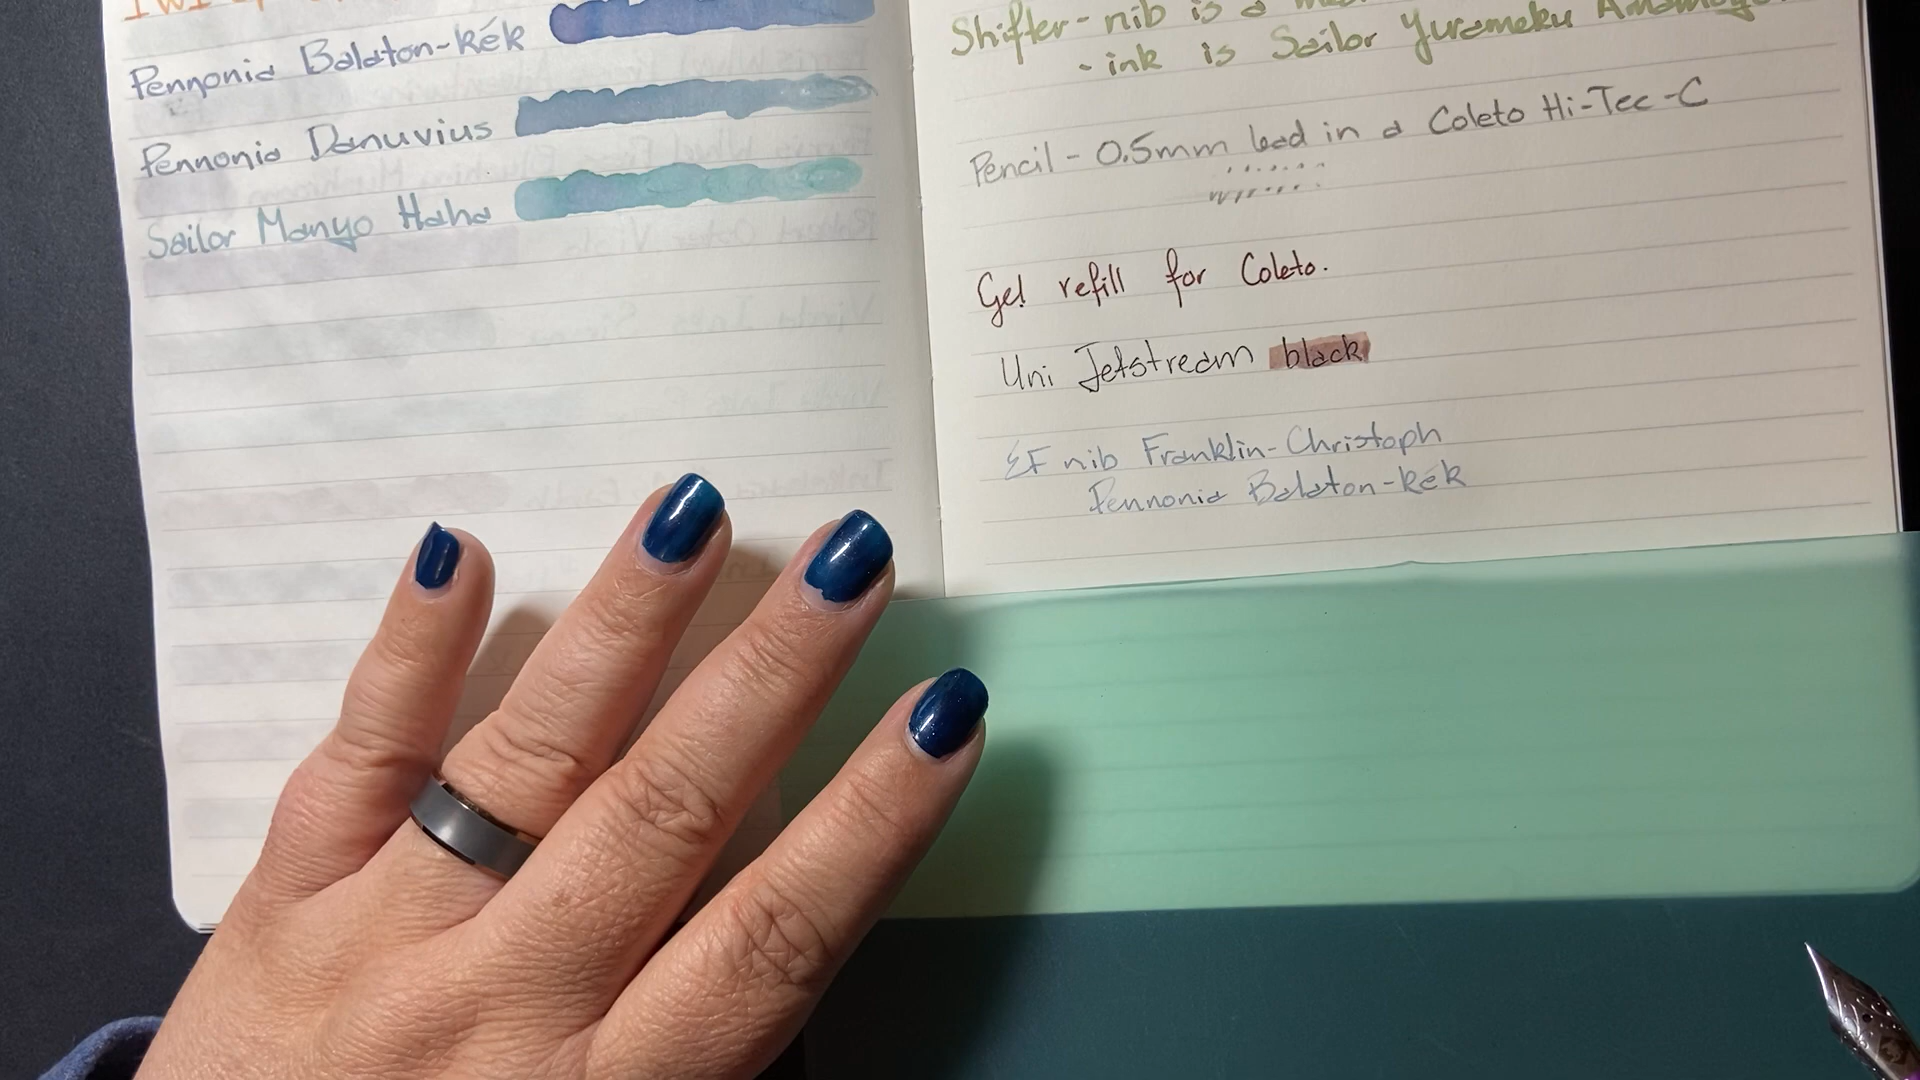 Pennonia Balaton-kék
Pennonia Danuvius
Sailor Manyo Haha
Shifter - nib is a
- ink is Sailor Yurameku
Pencil - 0.5mm lead in a Coleto Hi-Tec-C
Gel refill for Coleto.
Uni Jetstream black
EF nib Franklin-Christoph
Pennonia Balaton-kék